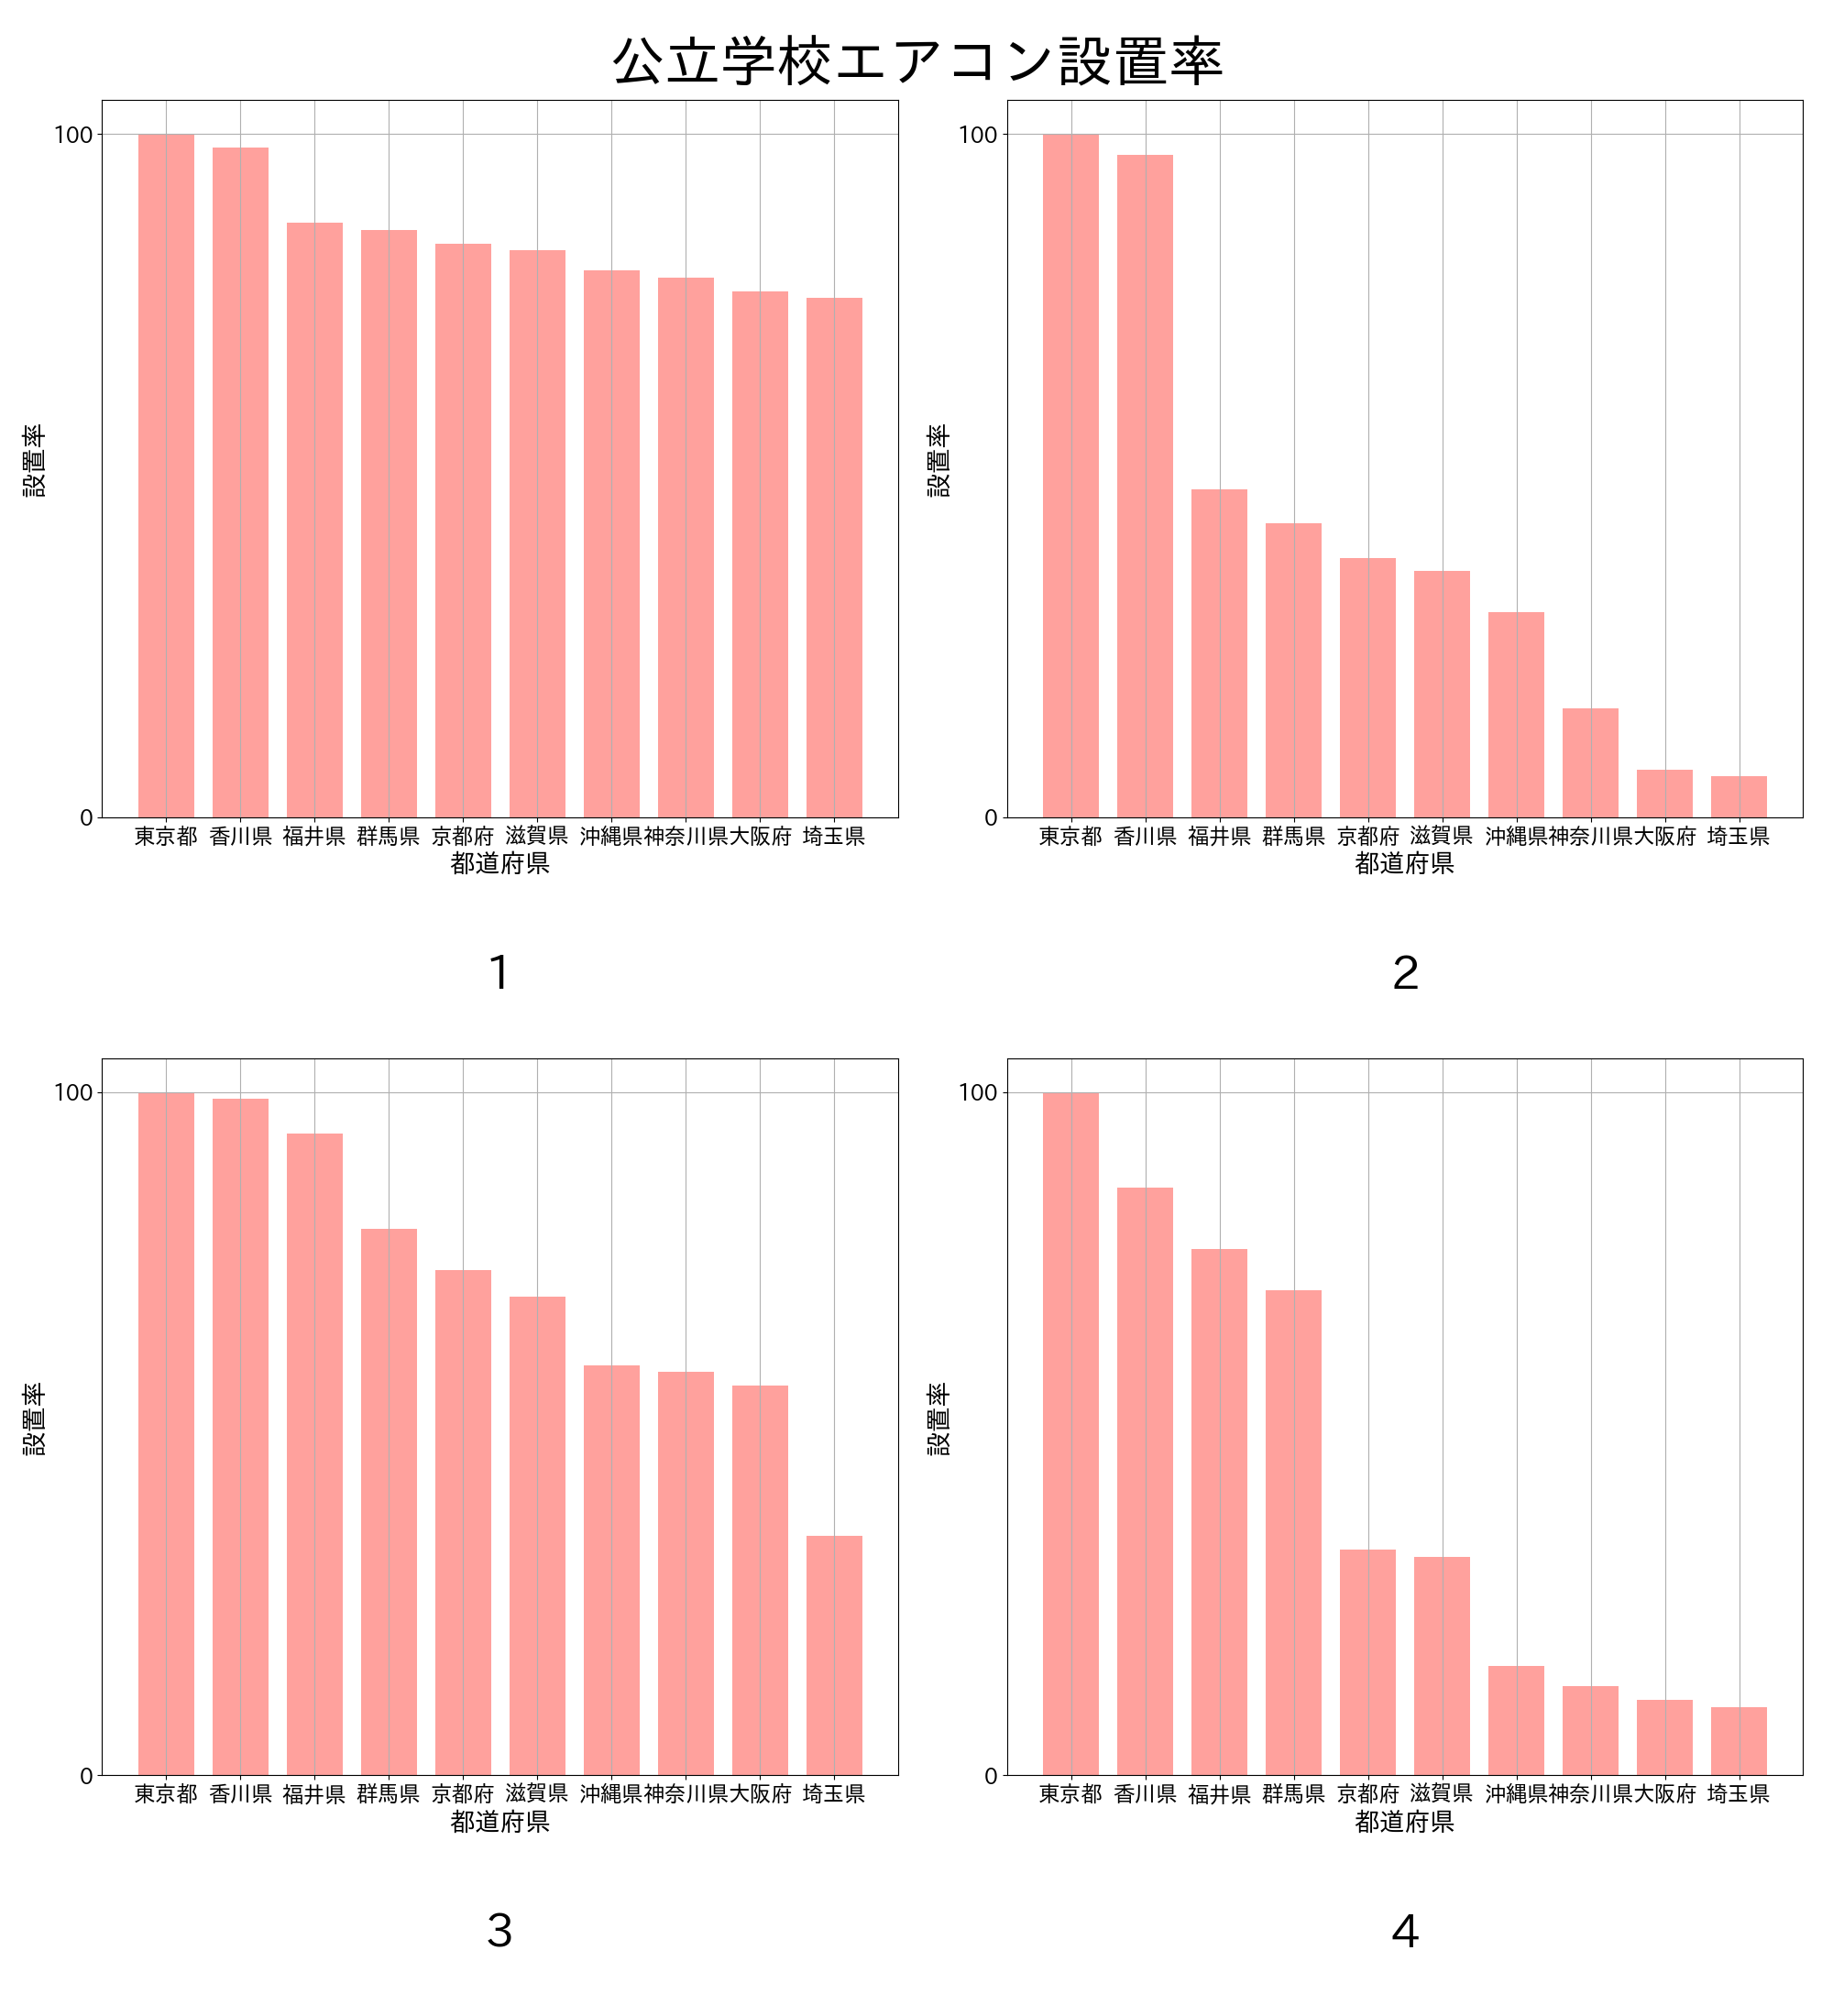 公立学校エアコン設置率
100
設置率
0
東京都 香川県 福井県 群馬県 京都府 滋賀県 沖縄県 神奈川県 大阪府 埼玉県
都道府県
1
100
設置率
0
東京都 香川県 福井県 群馬県 京都府 滋賀県 沖縄県 神奈川県 大阪府 埼玉県
都道府県
2
100
設置率
0
東京都 香川県 福井県 群馬県 京都府 滋賀県 沖縄県 神奈川県 大阪府 埼玉県
都道府県
3
100
設置率
0
東京都 香川県 福井県 群馬県 京都府 滋賀県 沖縄県 神奈川県 大阪府 埼玉県
都道府県
4